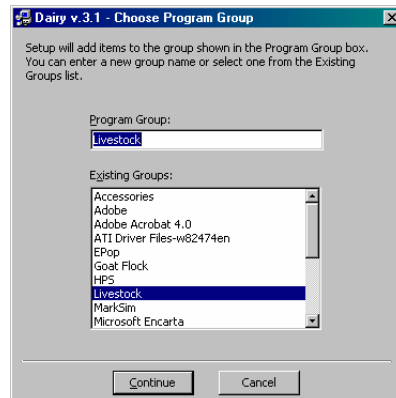 Dairy v.3.1 - Choose Program Group
Setup will add items to the group shown in the Program Group box.
You can enter a new group name or select one from the Existing
Groups list.
Program Group:
Livestock
Existing Groups:
Accessories
Adobe
Adobe Acrobat 4.0
ATI Driver Files-w82474en
EPop
Goat Flock
HPS
Livestock
MarkSim
Microsoft Encarta
Continue
Cancel